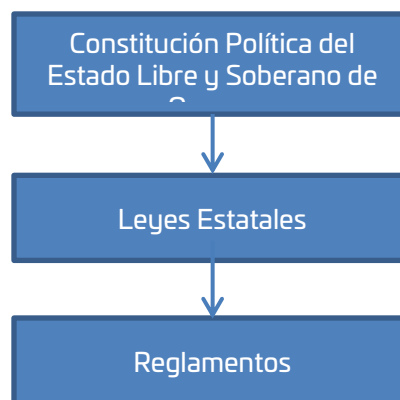 Constitución Política del
Estado Libre y Soberano de
Leyes Estatales
Reglamentos